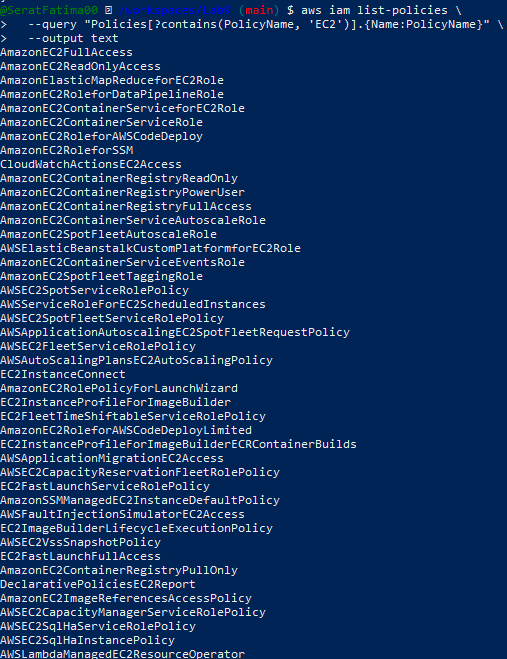 @SeratFatima00 /workspaces/Lab9 (main) $ aws iam list-policies \
>   --query "Policies[?contains(PolicyName, 'EC2')].{Name:PolicyName}" \
>   --output text
AmazonEC2FullAccess
AmazonEC2ReadOnlyAccess
AmazonElasticMapReduceforEC2Role
AmazonEC2RoleforDataPipelineRole
AmazonEC2ContainerServiceforEC2Role
AmazonEC2ContainerServiceRole
AmazonEC2RoleforAWSCodeDeploy
AmazonEC2RoleforSSM
CloudWatchActionsEC2Access
AmazonEC2ContainerRegistryReadOnly
AmazonEC2ContainerRegistryPowerUser
AmazonEC2ContainerRegistryFullAccess
AmazonEC2ContainerServiceAutoscaleRole
AmazonEC2SpotFleetAutoscaleRole
AWSElasticBeanstalkCustomPlatformforEC2Role
AmazonEC2ContainerServiceEventsRole
AmazonEC2SpotFleetTaggingRole
AWSEC2SpotServiceRolePolicy
AWSServiceRoleForEC2ScheduledInstances
AWSEC2SpotFleetServiceRolePolicy
AWSApplicationAutoscalingEC2SpotFleetRequestPolicy
AWSEC2FleetServiceRolePolicy
AWSAutoScalingPlansEC2AutoScalingPolicy
EC2InstanceConnect
AmazonEC2RolePolicyForLaunchWizard
EC2InstanceProfileForImageBuilder
EC2FleetTimeShiftableServiceRolePolicy
AmazonEC2RoleforAWSCodeDeployLimited
EC2InstanceProfileForImageBuilderECRContainerBuilds
AWSApplicationMigrationEC2Access
AWSEC2CapacityReservationFleetRolePolicy
EC2FastLaunchServiceRolePolicy
AmazonSSMManagedEC2InstanceDefaultPolicy
AWSFaultInjectionSimulatorEC2Access
EC2ImageBuilderLifecycleExecutionPolicy
AWSEC2VssSnapshotPolicy
EC2FastLaunchFullAccess
AmazonEC2ContainerRegistryPullOnly
DeclarativePoliciesEC2Report
AmazonEC2ImageReferencesAccessPolicy
AWSEC2CapacityManagerServiceRolePolicy
AWSEC2SqlHaServiceRolePolicy
AWSEC2SqlHaInstancePolicy
AWSLambdaManagedEC2ResourceOperator